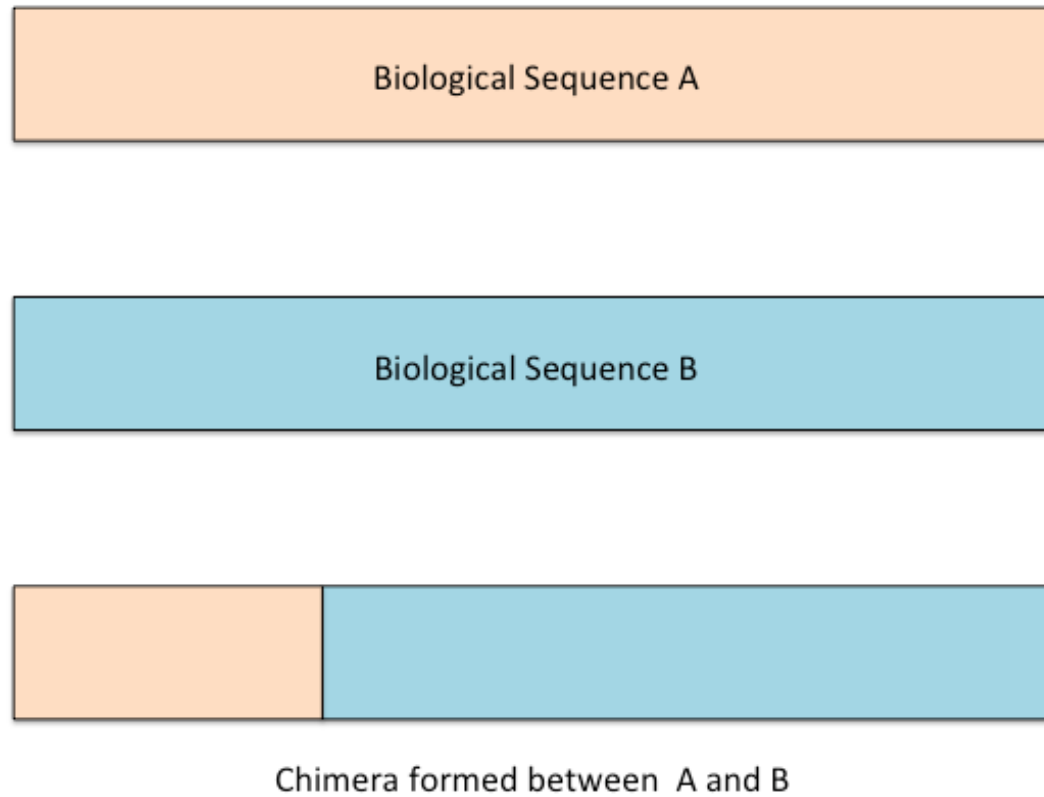 Biological Sequence A
Biological Sequence B
Chimera formed between  A and B